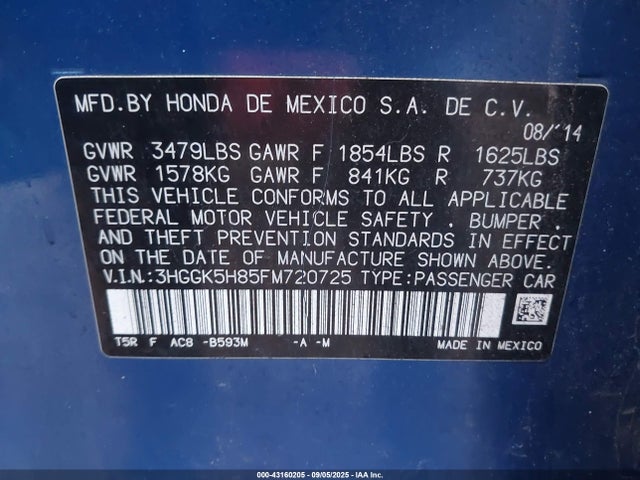 MFD.BY HONDA DE MEXICO S.A. DE C.V.
08/'14
GVWR 3479LBS GAWR F 1854LBS R 1625LBS
GVWR 1578KG GAWR F 841KG R 737KG
THIS VEHICLE CONFORMS TO ALL APPLICABLE
FEDERAL MOTOR VEHICLE SAFETY , BUMPER ,
AND THEFT PREVENTION STANDARDS IN EFFECT
ON THE DATE OF MANUFACTURE SHOWN ABOVE.
V.I.N.:3HGGK5H85FM720725 TYPE:PASSENGER CAR
T5R F AC8 -B593M -A -M MADE IN MEXICO
000-43160205 - 09/05/2025 - IAA Inc.